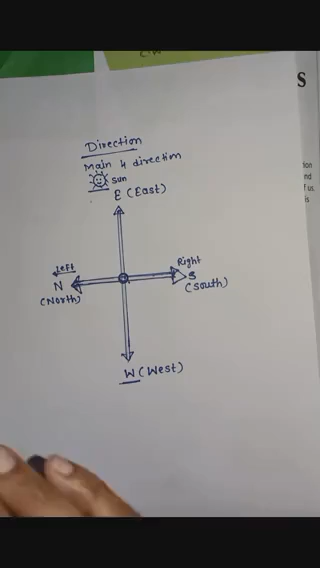 Direction
Main 4 direction
sun
E (East)
Left
Right
N
S
(North)
(South)
W (West)
S